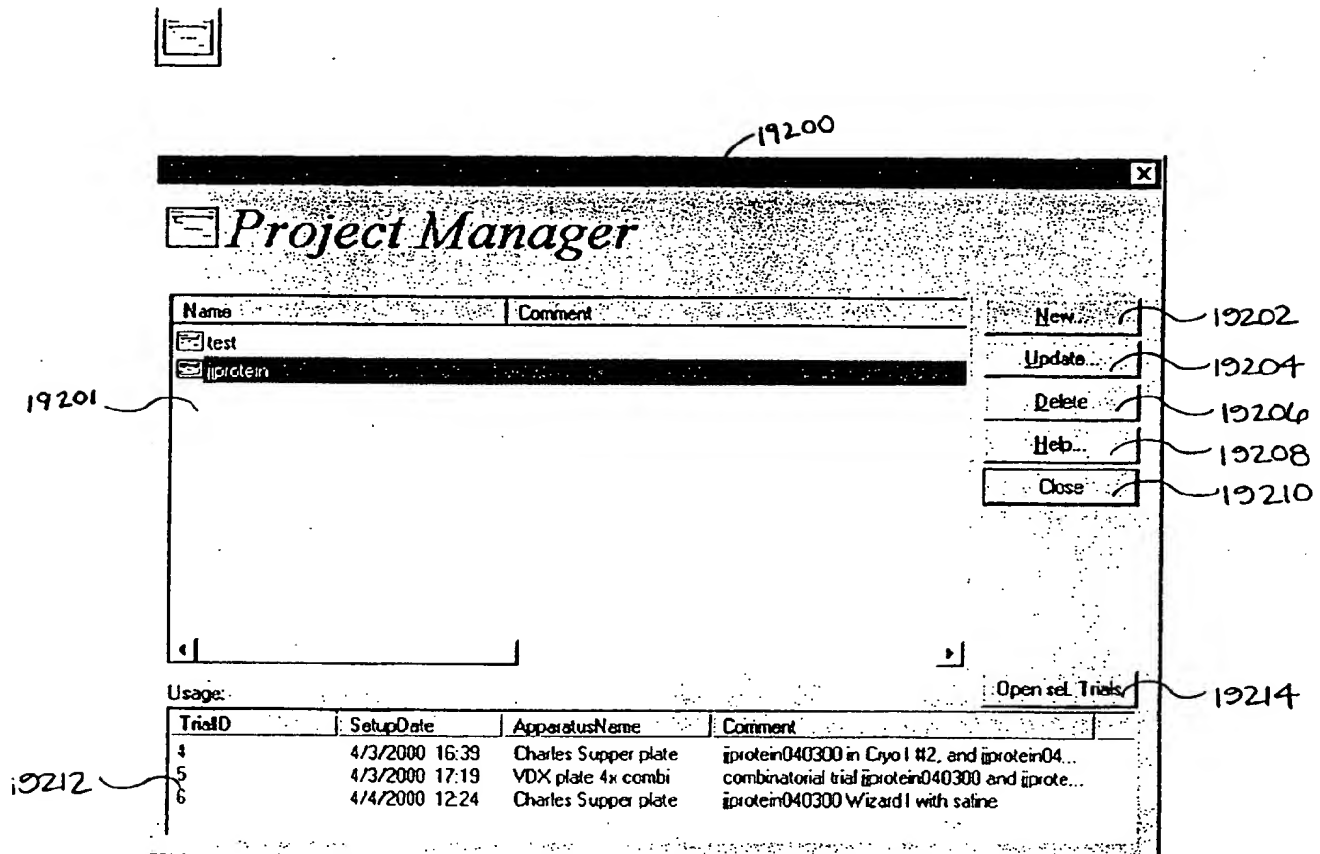 19200
Project Manager
Name Comment
test
jjprotein
19201
New...
19202
Update...
19204
Delete
19206
Help...
19208
Close
19210
Usage:
Open sel. Trials
19214
TrialID SetupDate ApparatusName Comment
4 4/3/2000 16:39 Charles Supper plate jjprotein040300 in Cryo I #2, and jjprotein04...
5 4/3/2000 17:19 VDX plate 4x combi combinatorial trial jjprotein040300 and jjprote...
6 4/4/2000 12:24 Charles Supper plate jjprotein040300 Wizard I with saline
19212